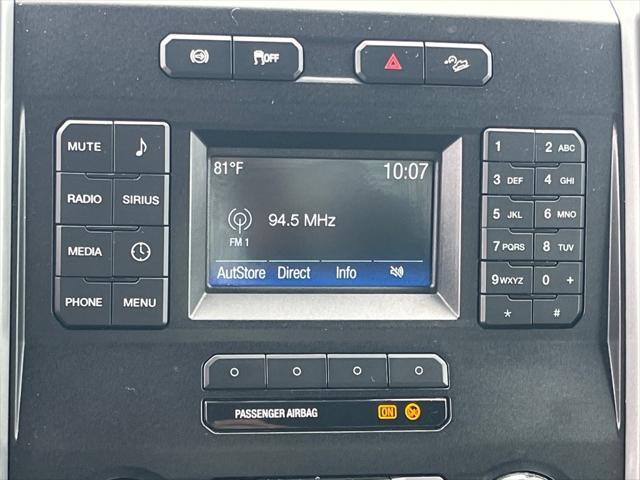 OFF
MUTE
RADIO SIRIUS
MEDIA
PHONE MENU
81°F 10:07
94.5 MHz
FM 1
AutStore Direct Info
1 2 ABC
3 DEF 4 GHI
5 JKL 6 MNO
7 PQRS 8 TUV
9 WXYZ 0 +
* #
PASSENGER AIRBAG ON